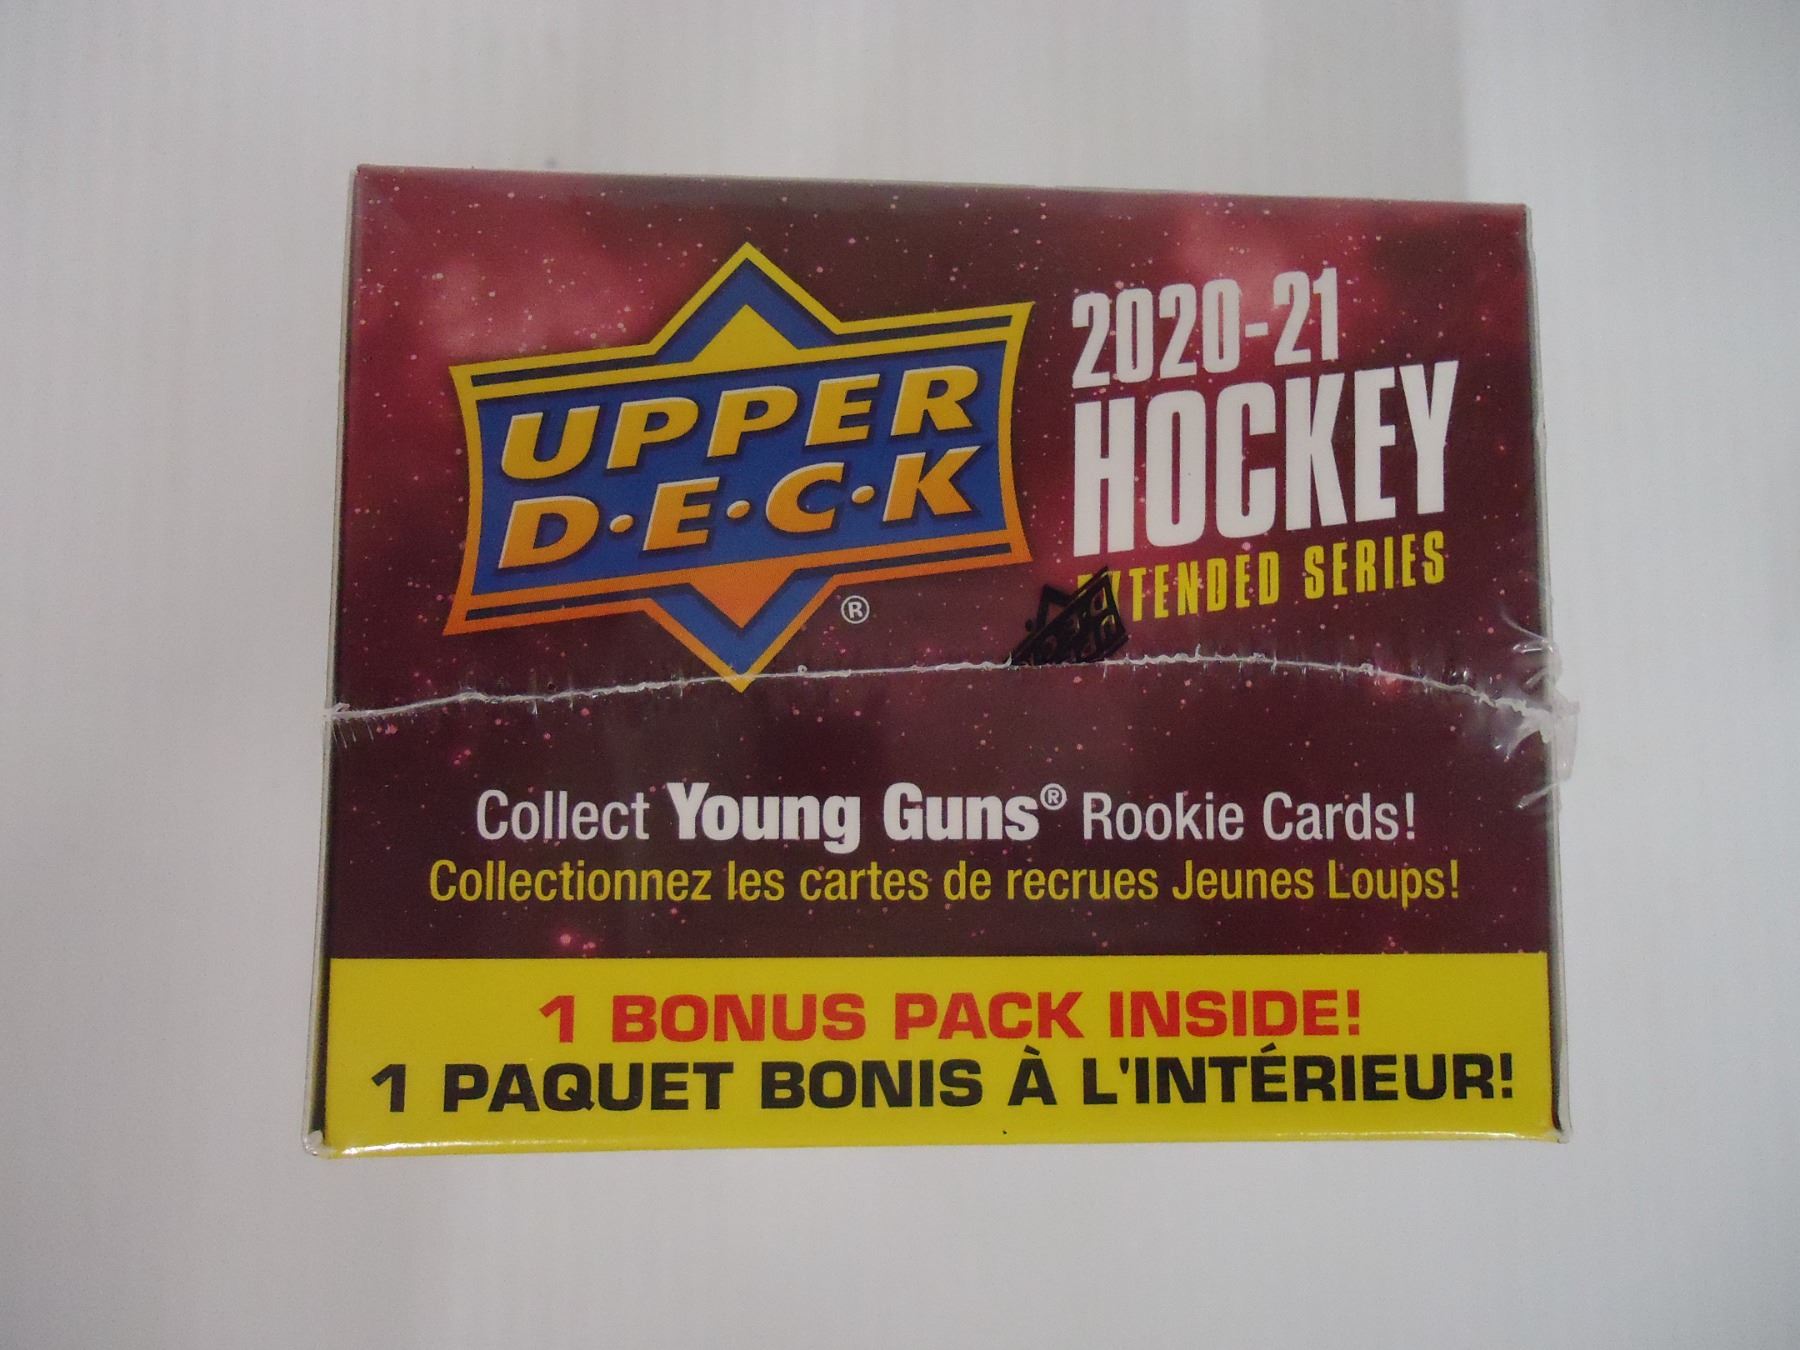 UPPER
D·E·C·K
®
2020-21
HOCKEY
EXTENDED SERIES
Collect Young Guns® Rookie Cards!
Collectionnez les cartes de recrues Jeunes Loups!
1 BONUS PACK INSIDE!
1 PAQUET BONIS À L'INTÉRIEUR!